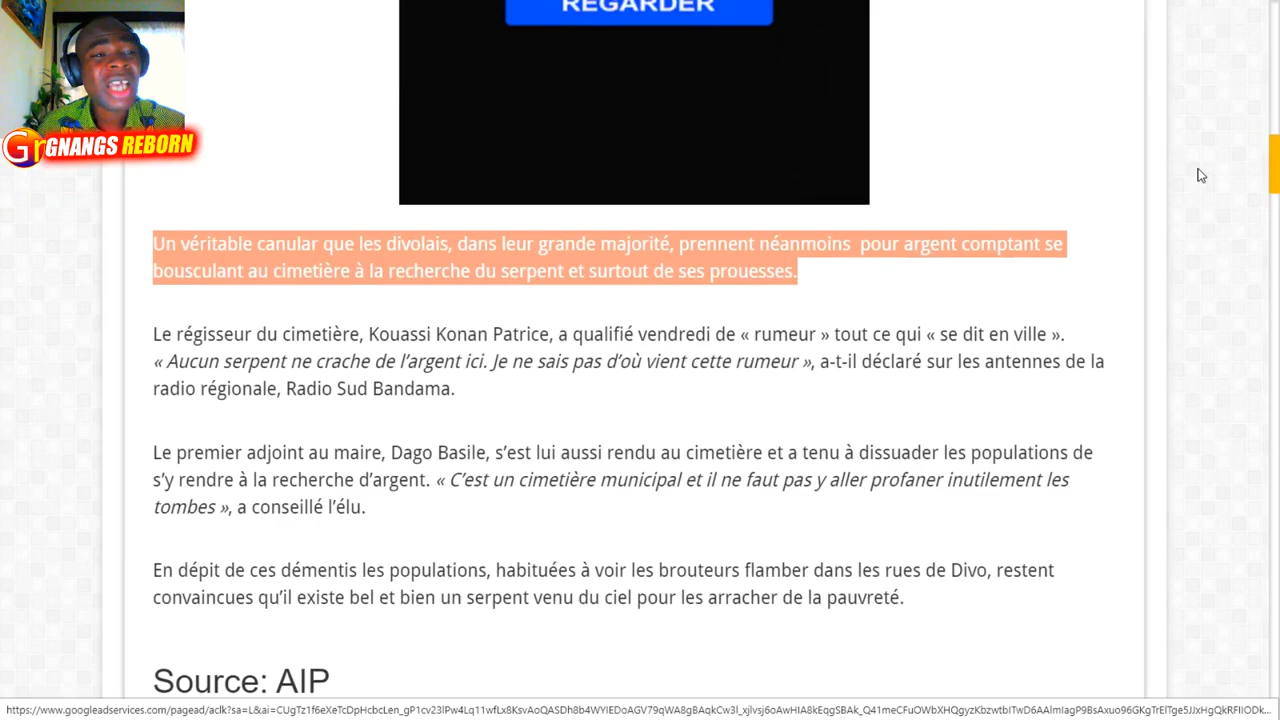 REGARDER
Gr GNANGS REBORN
Un véritable canular que les divolais, dans leur grande majorité, prennent néanmoins pour argent comptant se
bousculant au cimetière à la recherche du serpent et surtout de ses prouesses.
Le régisseur du cimetière, Kouassi Konan Patrice, a qualifié vendredi de « rumeur » tout ce qui « se dit en ville ».
« Aucun serpent ne crache de l’argent ici. Je ne sais pas d’où vient cette rumeur », a-t-il déclaré sur les antennes de la
radio régionale, Radio Sud Bandama.
Le premier adjoint au maire, Dago Basile, s’est lui aussi rendu au cimetière et a tenu à dissuader les populations de
s’y rendre à la recherche d’argent. « C’est un cimetière municipal et il ne faut pas y aller profaner inutilement les
tombes », a conseillé l’élu.
En dépit de ces démentis les populations, habituées à voir les brouteurs flamber dans les rues de Divo, restent
convaincues qu’il existe bel et bien un serpent venu du ciel pour les arracher de la pauvreté.
Source: AIP